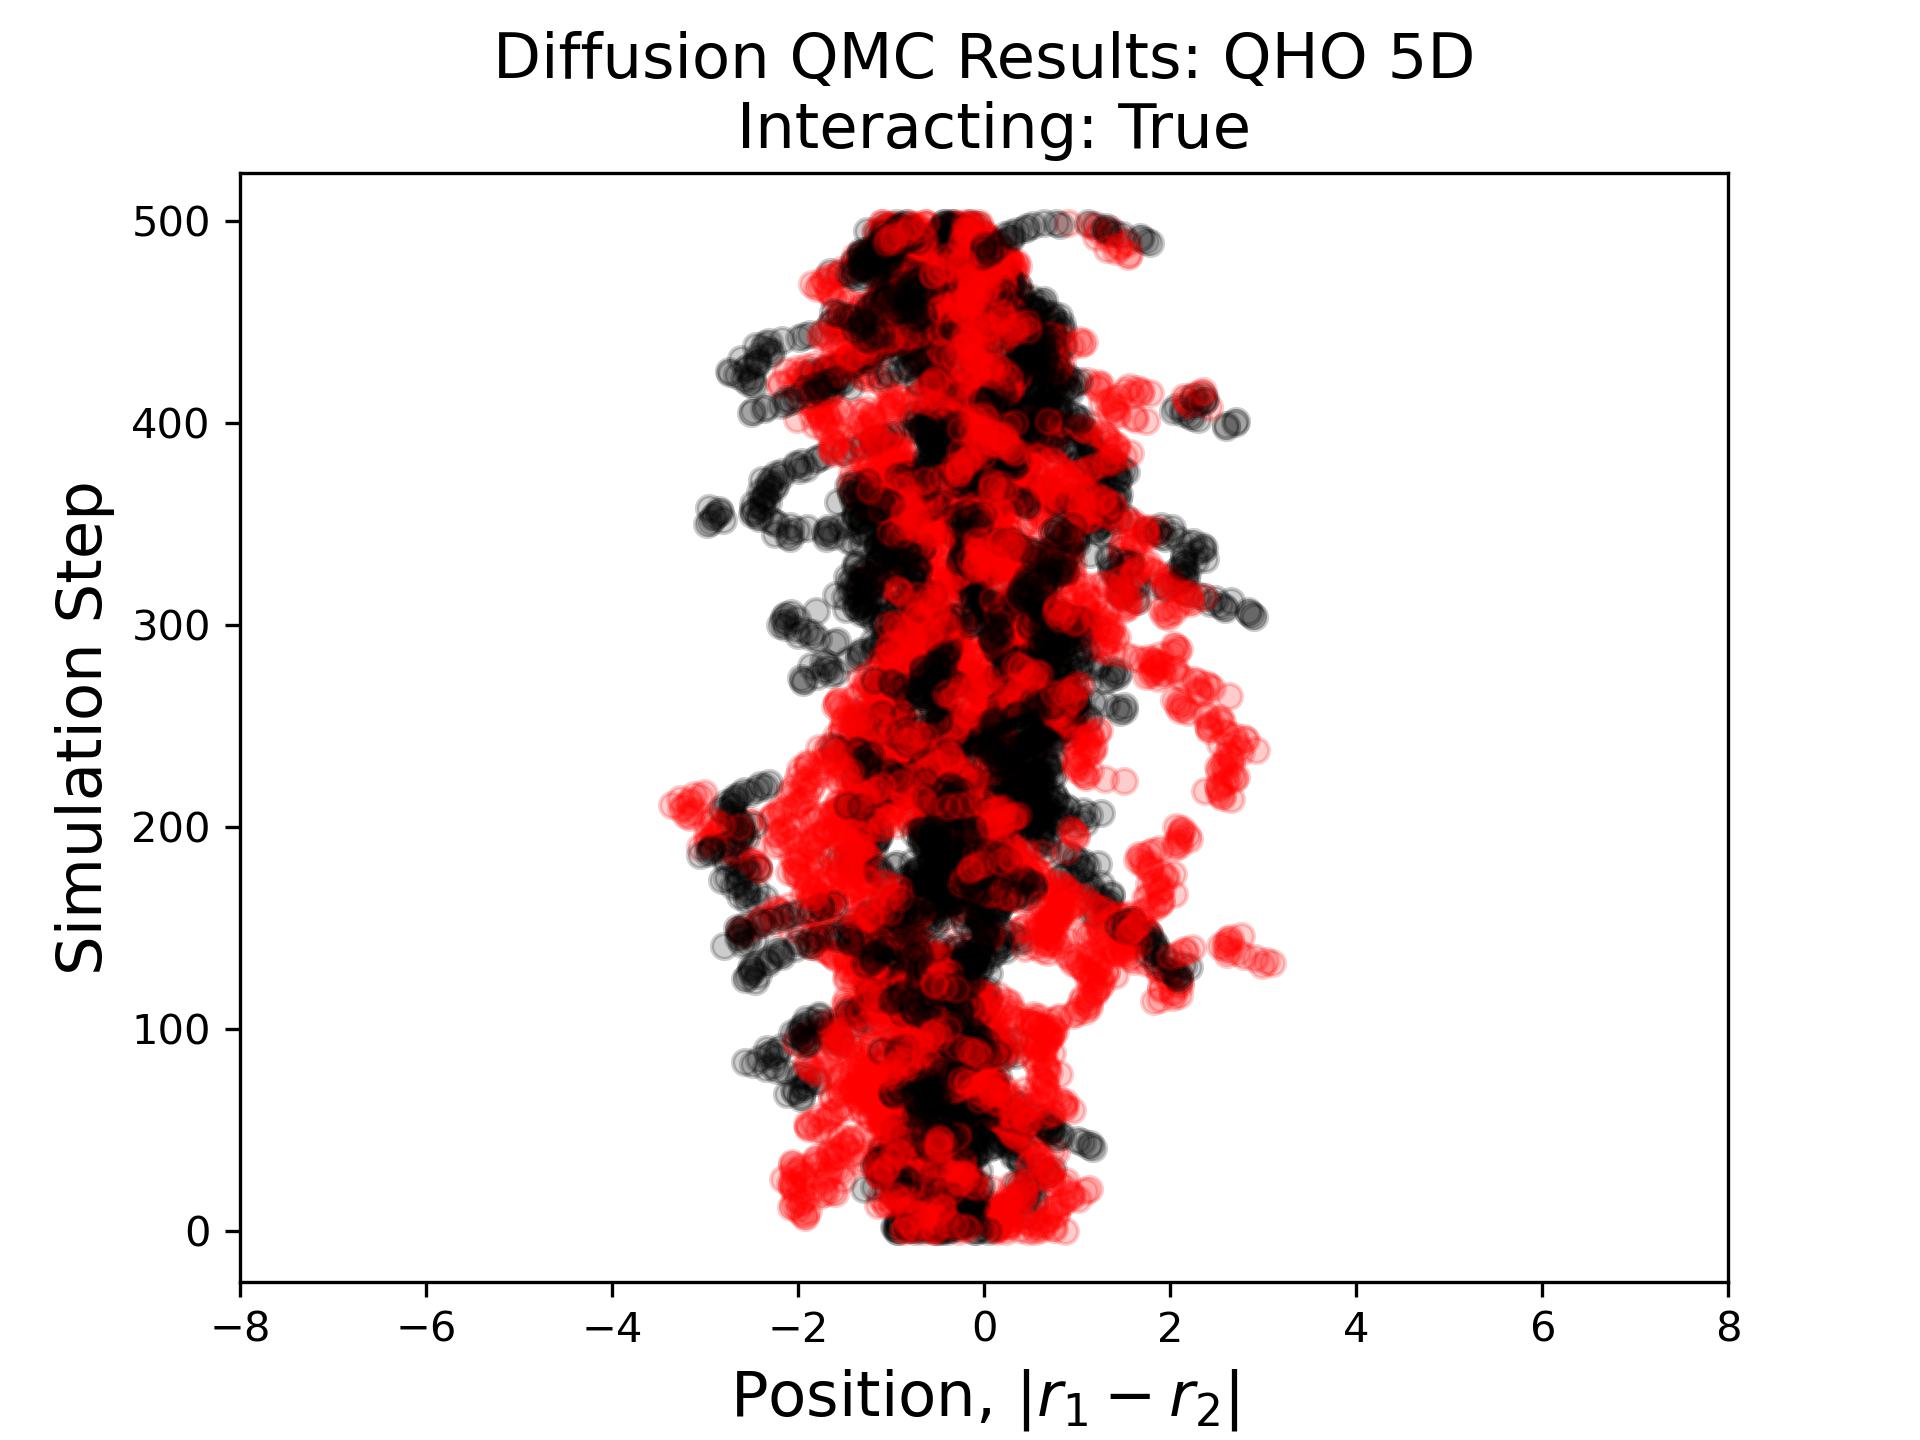 Diffusion QMC Results: QHO 5D
Interacting: True
Simulation Step
500
400
300
200
100
0
−8 −6 −4 −2 0 2 4 6 8
Position, |r₁ − r₂|